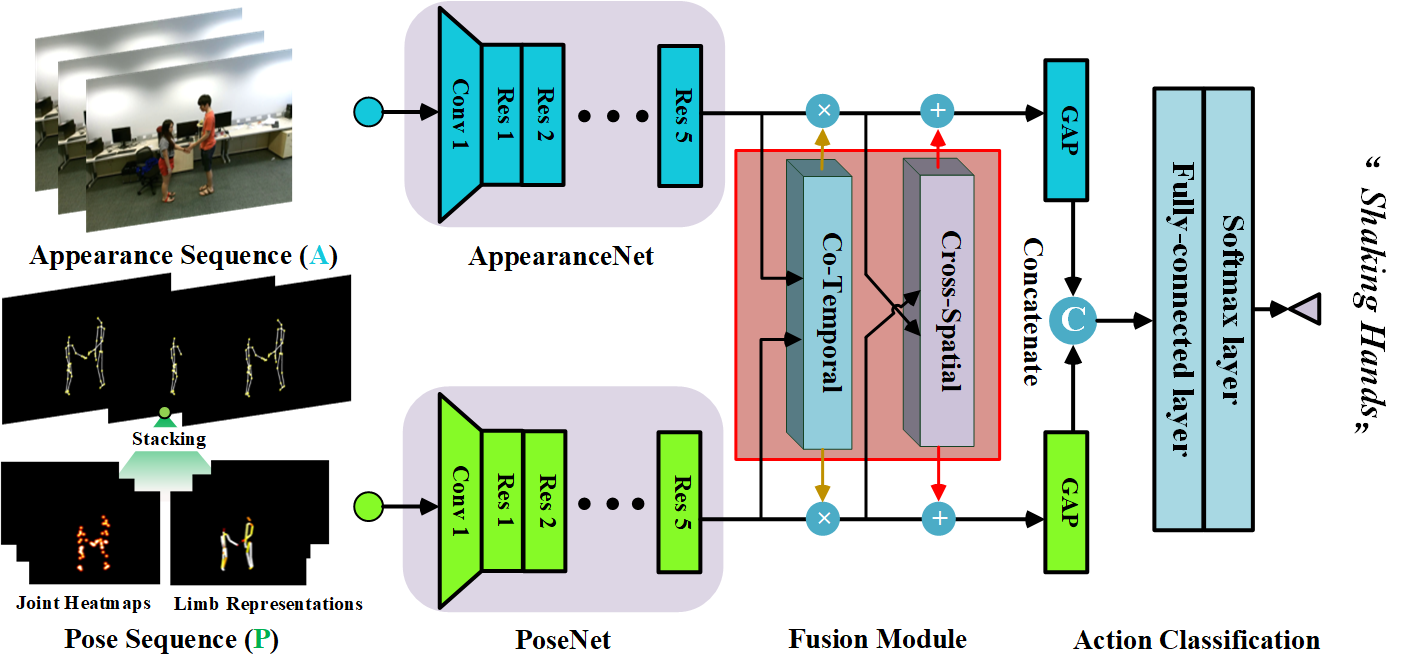 Appearance Sequence (A)
Stacking
Joint Heatmaps
Limb Representations
Pose Sequence (P)
Conv 1
Res 1
Res 2
Res 5
AppearanceNet
Conv 1
Res 1
Res 2
Res 5
PoseNet
×
+
Co-Temporal
Cross-Spatial
×
+
Fusion Module
GAP
Concatenate
C
GAP
Fully-connected layer
Softmax layer
Action Classification
“ Shaking Hands”